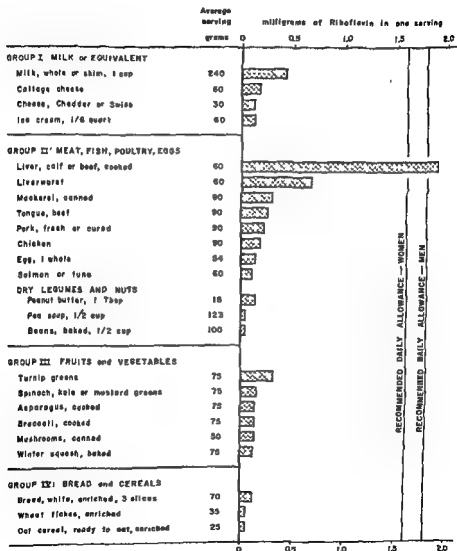 Average serving grams
milligrams of Riboflavin in one serving
0 0.5 1.0 1.5 2.0
GROUP I MILK or EQUIVALENT
Milk, whole or skim, 1 cup 240
Cottage cheese 60
Cheese, Cheddar or Swiss 30
Ice cream, 1/6 quart 60
GROUP II MEAT, FISH, POULTRY, EGGS
Liver, calf or beef, cooked 60
Liverwurst 60
Mackerel, canned 90
Tongue, beef 90
Pork, fresh or cured 90
Chicken 90
Egg, 1 whole 54
Salmon or tuna 60
DRY LEGUMES AND NUTS
Peanut butter, 1 Tbsp 16
Pea soup, 1/2 cup 123
Beans, baked, 1/2 cup 100
GROUP III FRUITS and VEGETABLES
Turnip greens 75
Spinach, kale or mustard greens 75
Asparagus, cooked 75
Broccoli, cooked 75
Mushrooms, canned 50
Winter squash, baked 75
GROUP IV: BREAD and CEREALS
Bread, white, enriched, 3 slices 70
Wheat flakes, enriched 35
Oat cereal, ready to eat, enriched 25
RECOMMENDED DAILY ALLOWANCE—WOMEN
RECOMMENDED DAILY ALLOWANCE—MEN
0 0.5 1.0 1.5 2.0